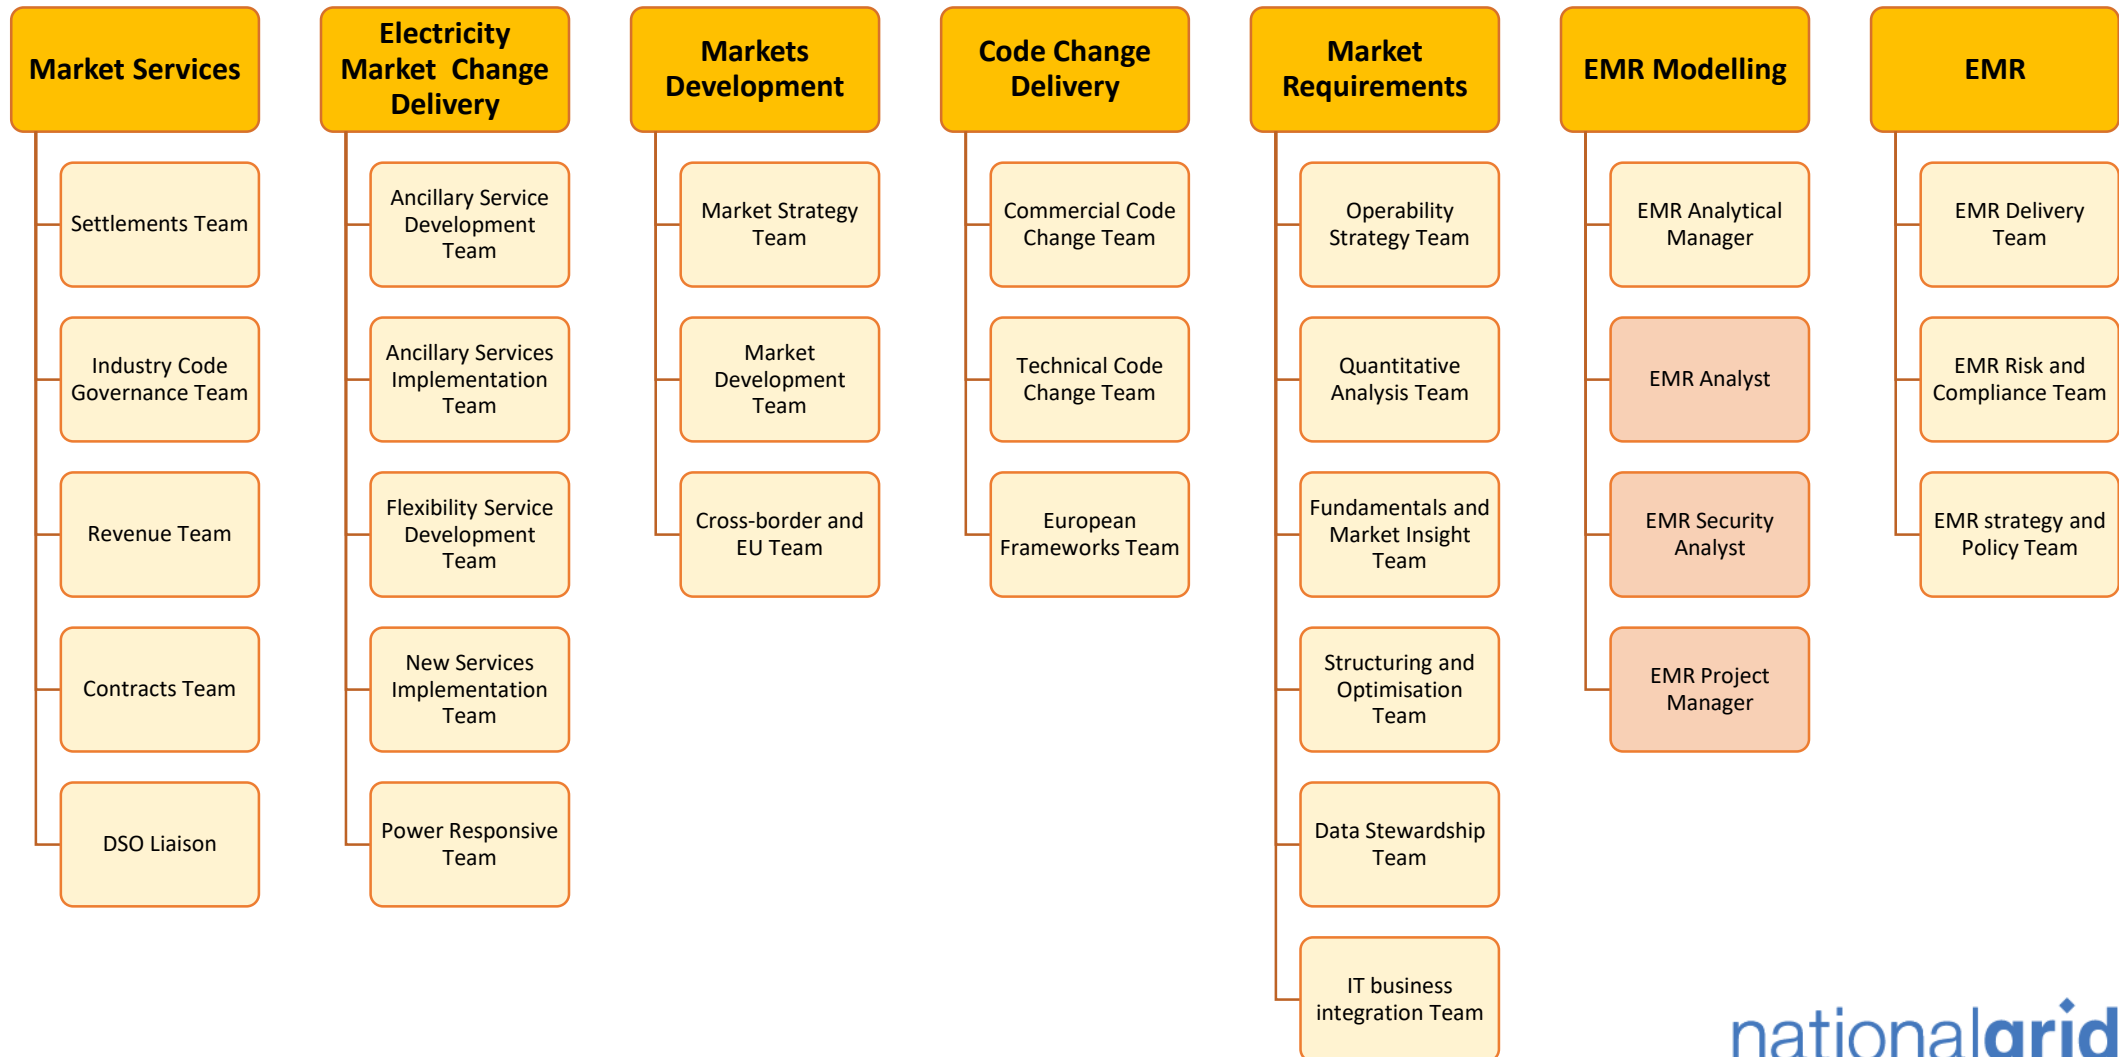 Market Services
Settlements Team
Industry Code
Governance Team
Revenue Team
Contracts Team
DSO Liaison
Electricity
Market  Change
Delivery
Ancillary Service
Development
Team
Ancillary Services
Implementation
Team
Flexibility Service
Development
Team
New Services
Implementation
Team
Power Responsive
Team
Markets
Development
Market Strategy
Team
Market
Development
Team
Cross-border and
EU Team
Code Change
Delivery
Commercial Code
Change Team
Technical Code
Change Team
European
Frameworks Team
Market
Requirements
Operability
Strategy Team
Quantitative
Analysis Team
Fundamentals and
Market Insight
Team
Structuring and
Optimisation
Team
Data Stewardship
Team
IT business
integration Team
EMR Modelling
EMR Analytical
Manager
EMR Analyst
EMR Security
Analyst
EMR Project
Manager
EMR
EMR Delivery
Team
EMR Risk and
Compliance Team
EMR strategy and
Policy Team
nationalgrid